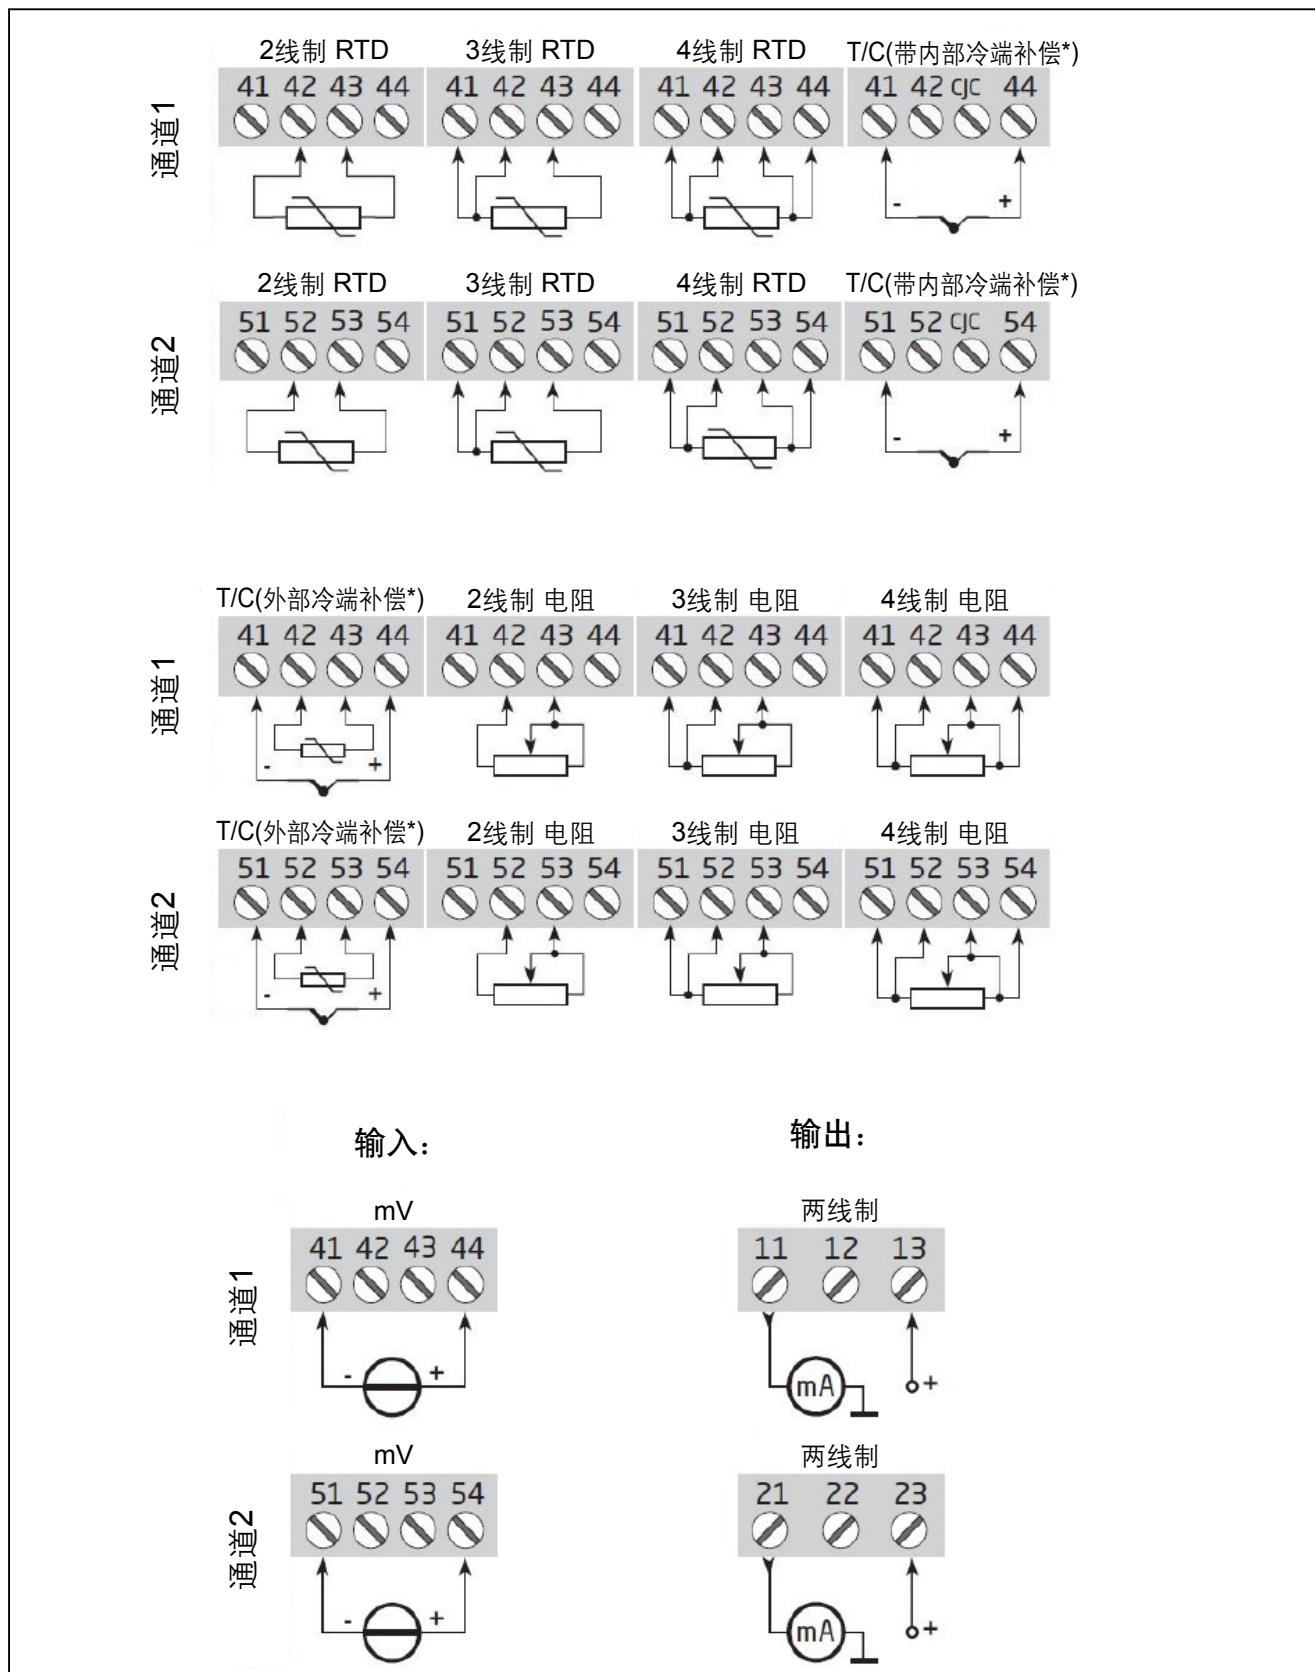 2线制 RTD 3线制 RTD 4线制 RTD T/C(带内部冷端补偿*)
41 42 43 44 41 42 43 44 41 42 43 44 41 42 CJC 44
通道1
- +
2线制 RTD 3线制 RTD 4线制 RTD T/C(带内部冷端补偿*)
51 52 53 54 51 52 53 54 51 52 53 54 51 52 CJC 54
通道2
- +
T/C(外部冷端补偿*) 2线制 电阻 3线制 电阻 4线制 电阻
41 42 43 44 41 42 43 44 41 42 43 44 41 42 43 44
通道1
- +
T/C(外部冷端补偿*) 2线制 电阻 3线制 电阻 4线制 电阻
51 52 53 54 51 52 53 54 51 52 53 54 51 52 53 54
通道2
- +
输入： 输出：
mV 两线制
41 42 43 44 11 12 13
通道1
- + mA +
mV 两线制
51 52 53 54 21 22 23
通道2
- + mA +